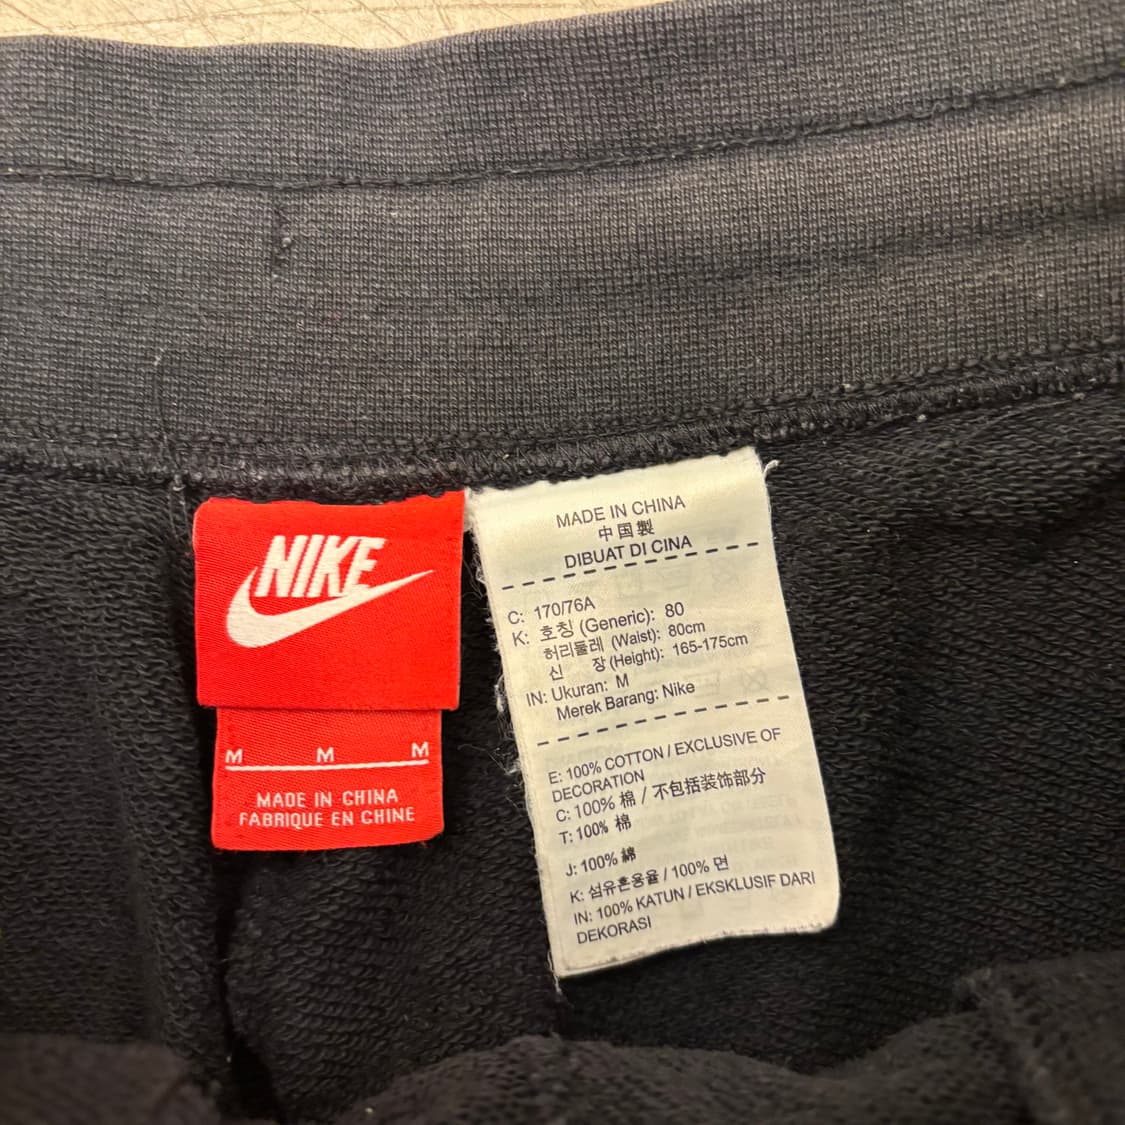 NIKE
M M M
MADE IN CHINA
FABRIQUE EN CHINE
MADE IN CHINA
中国製
DIBUAT DI CINA
C: 170/76A
K: 호칭 (Generic): 80
허리둘레 (Waist): 80cm
신 장 (Height): 165-175cm
IN: Ukuran: M
Merek Barang: Nike
E: 100% COTTON / EXCLUSIVE OF
DECORATION
C: 100% 棉 / 不包括装饰部分
T: 100% 棉
J: 100% 綿
K: 섬유혼용율 / 100% 면
IN: 100% KATUN / EKSKLUSIF DARI
DEKORASI